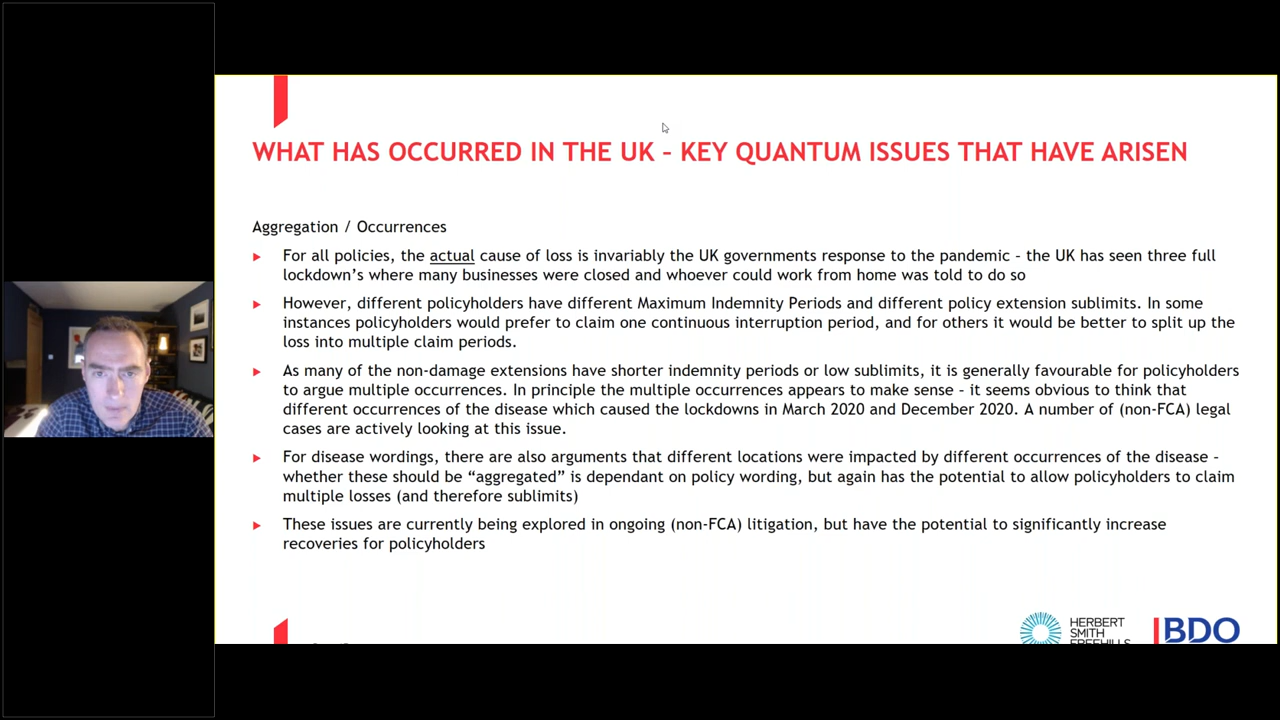 WHAT HAS OCCURRED IN THE UK – KEY QUANTUM ISSUES THAT HAVE ARISEN
Aggregation / Occurrences
For all policies, the actual cause of loss is invariably the UK governments response to the pandemic – the UK has seen three full
lockdown's where many businesses were closed and whoever could work from home was told to do so
However, different policyholders have different Maximum Indemnity Periods and different policy extension sublimits. In some
instances policyholders would prefer to claim one continuous interruption period, and for others it would be better to split up the
loss into multiple claim periods.
As many of the non-damage extensions have shorter indemnity periods or low sublimits, it is generally favourable for policyholders
to argue multiple occurrences. In principle the multiple occurrences appears to make sense – it seems obvious to think that
different occurrences of the disease which caused the lockdowns in March 2020 and December 2020. A number of (non-FCA) legal
cases are actively looking at this issue.
For disease wordings, there are also arguments that different locations were impacted by different occurrences of the disease –
whether these should be “aggregated” is dependant on policy wording, but again has the potential to allow policyholders to claim
multiple losses (and therefore sublimits)
These issues are currently being explored in ongoing (non-FCA) litigation, but have the potential to significantly increase
recoveries for policyholders
HERBERT
SMITH
FREEHILLS
BDO